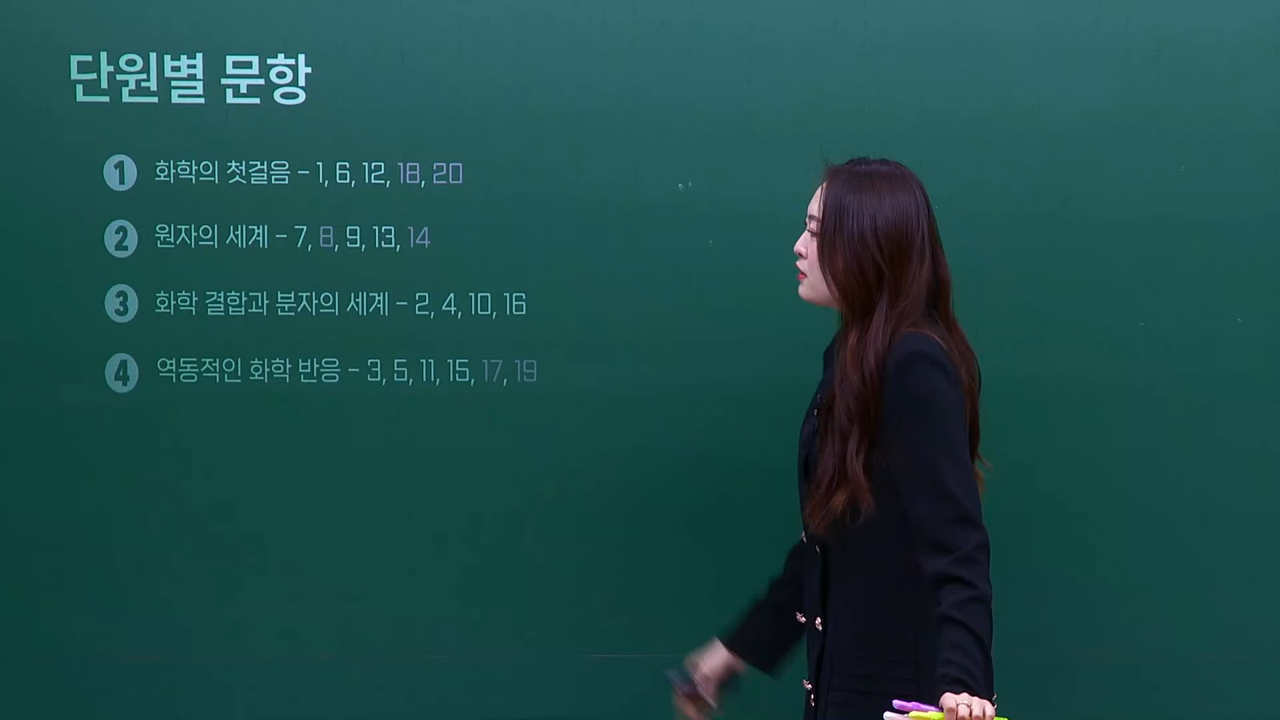 단원별 문항
1 화학의 첫걸음 - 1, 6, 12, 18, 20
2 원자의 세계 - 7, 8, 9, 13, 14
3 화학 결합과 분자의 세계 - 2, 4, 10, 16
4 역동적인 화학 반응 - 3, 5, 11, 15, 17, 19